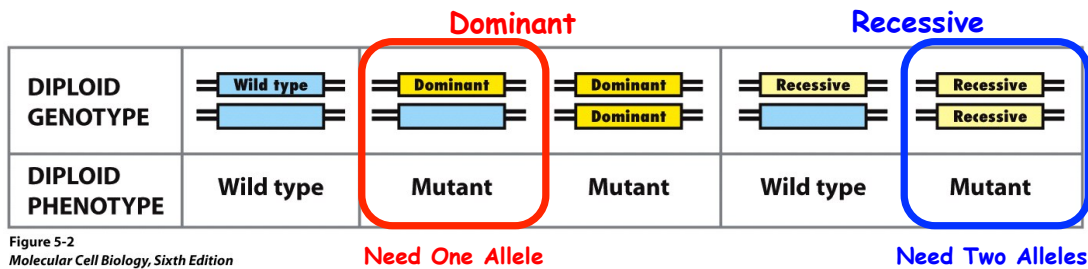 Dominant Recessive
DIPLOID GENOTYPE
Wild type Dominant Dominant Recessive Recessive
Dominant Recessive
DIPLOID PHENOTYPE
Wild type Mutant Mutant Wild type Mutant
Figure 5-2
Molecular Cell Biology, Sixth Edition
Need One Allele Need Two Alleles